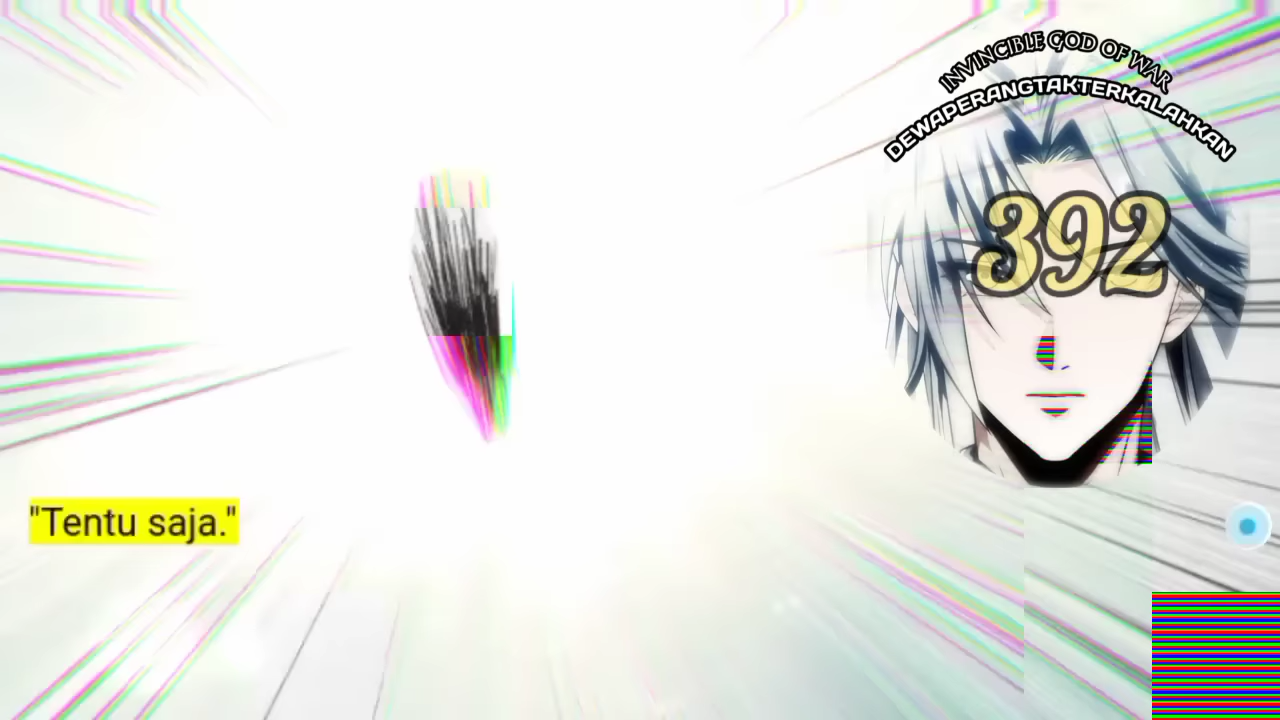 INVINCIBLE GOD OF WAR
DEWAPERANGTAKTERKALAHKAN
392
"Tentu saja."